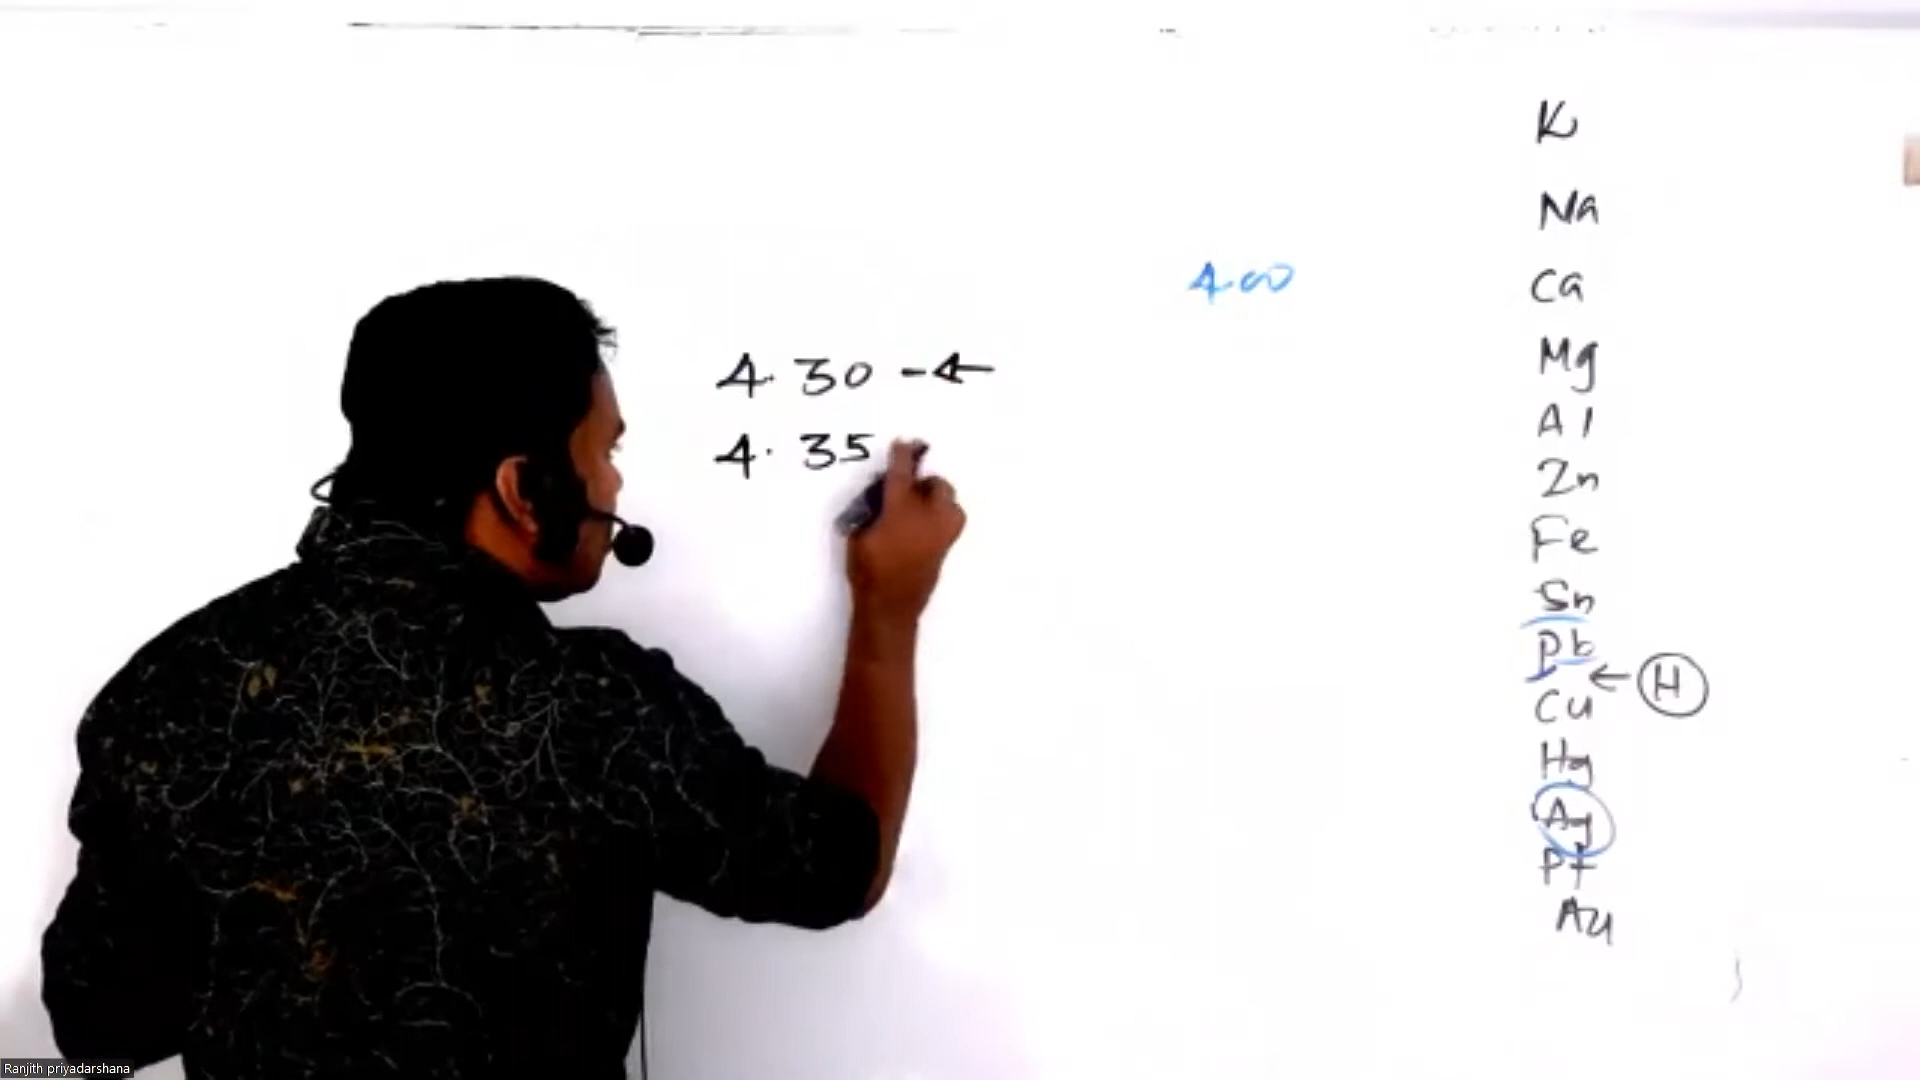 4.00
4.30 -←
4.35
K
Na
Ca
Mg
Al
Zn
Fe
Sn
Pb
← H
Cu
Hg
Ag
Pt
Au
Ranjith priyadarshana